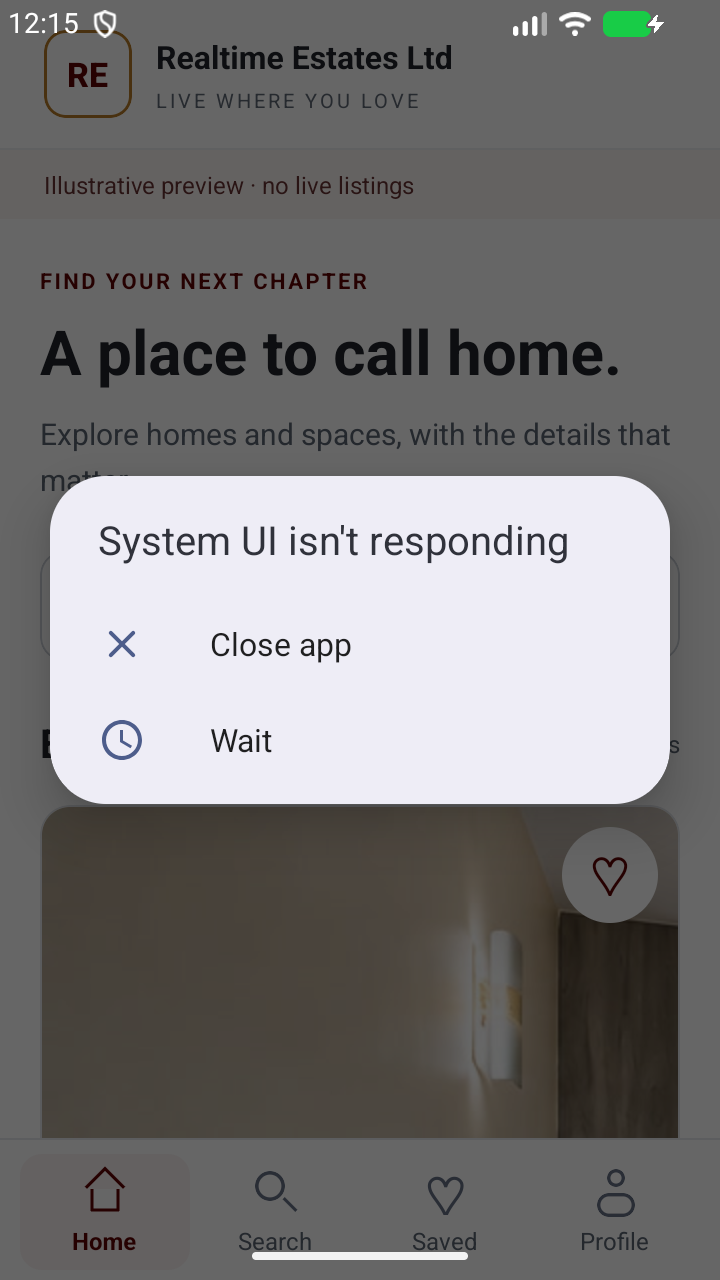 12:15
RE
Realtime Estates Ltd
LIVE WHERE YOU LOVE
Illustrative preview · no live listings
FIND YOUR NEXT CHAPTER
A place to call home.
Explore homes and spaces, with the details that
matter.
System UI isn't responding
Close app
Wait
Home
Search
Saved
Profile